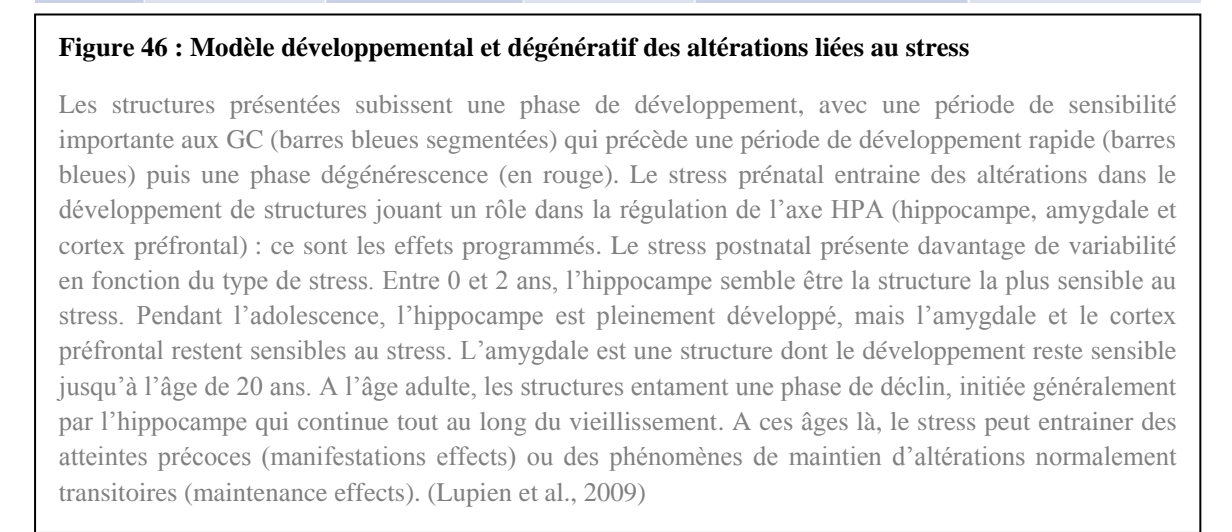 Figure 46 : Modèle développemental et dégénératif des altérations liées au stress
Les structures présentées subissent une phase de développement, avec une période de sensibilité
importante aux GC (barres bleues segmentées) qui précède une période de développement rapide (barres
bleues) puis une phase dégénérescence (en rouge). Le stress prénatal entraine des altérations dans le
développement de structures jouant un rôle dans la régulation de l’axe HPA (hippocampe, amygdale et
cortex préfrontal) : ce sont les effets programmés. Le stress postnatal présente davantage de variabilité
en fonction du type de stress. Entre 0 et 2 ans, l’hippocampe semble être la structure la plus sensible au
stress. Pendant l’adolescence, l’hippocampe est pleinement développé, mais l’amygdale et le cortex
préfrontal restent sensibles au stress. L’amygdale est une structure dont le développement reste sensible
jusqu’à l’âge de 20 ans. A l’âge adulte, les structures entament une phase de déclin, initiée généralement
par l’hippocampe qui continue tout au long du vieillissement. A ces âges là, le stress peut entrainer des
atteintes précoces (manifestations effects) ou des phénomènes de maintien d’altérations normalement
transitoires (maintenance effects). (Lupien et al., 2009)